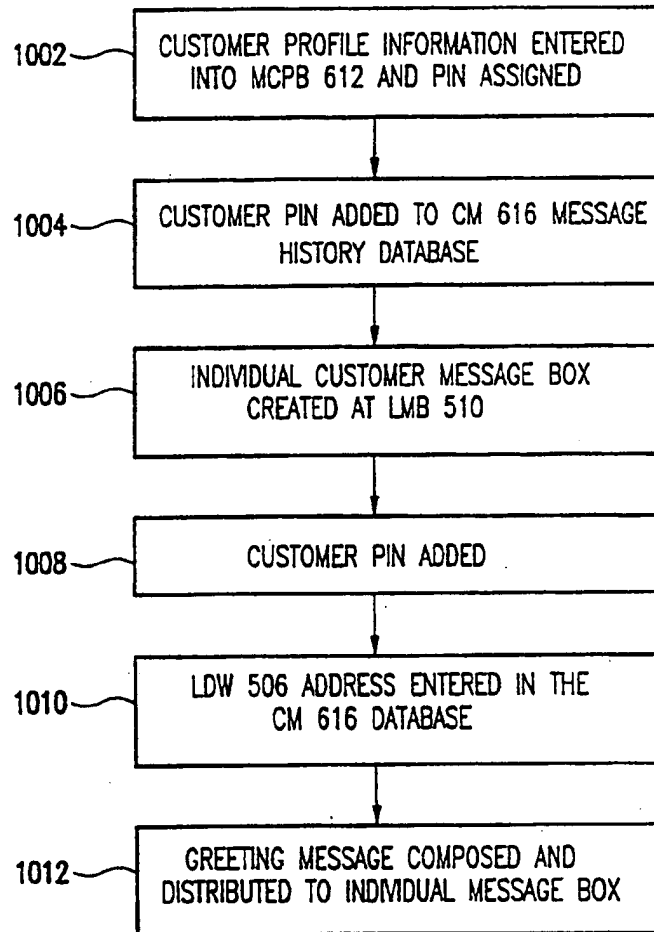 1002
CUSTOMER PROFILE INFORMATION ENTERED
INTO MCPB 612 AND PIN ASSIGNED
1004
CUSTOMER PIN ADDED TO CM 616 MESSAGE
HISTORY DATABASE
1006
INDIVIDUAL CUSTOMER MESSAGE BOX
CREATED AT LMB 510
1008
CUSTOMER PIN ADDED
1010
LDW 506 ADDRESS ENTERED IN THE
CM 616 DATABASE
1012
GREETING MESSAGE COMPOSED AND
DISTRIBUTED TO INDIVIDUAL MESSAGE BOX